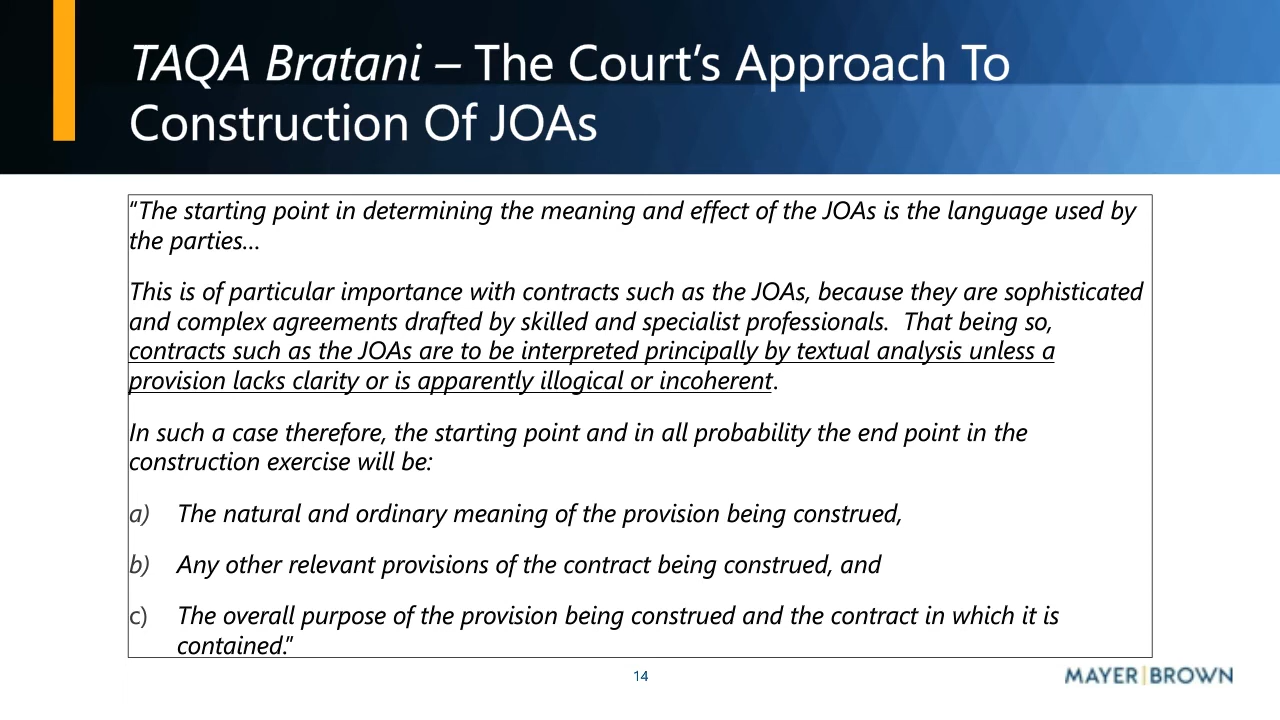 TAQA Bratani – The Court’s Approach To
Construction Of JOAs
"The starting point in determining the meaning and effect of the JOAs is the language used by
the parties…
This is of particular importance with contracts such as the JOAs, because they are sophisticated
and complex agreements drafted by skilled and specialist professionals.  That being so,
contracts such as the JOAs are to be interpreted principally by textual analysis unless a
provision lacks clarity or is apparently illogical or incoherent.
In such a case therefore, the starting point and in all probability the end point in the
construction exercise will be:
a) The natural and ordinary meaning of the provision being construed,
b) Any other relevant provisions of the contract being construed, and
c) The overall purpose of the provision being construed and the contract in which it is
contained."
14
MAYER|BROWN